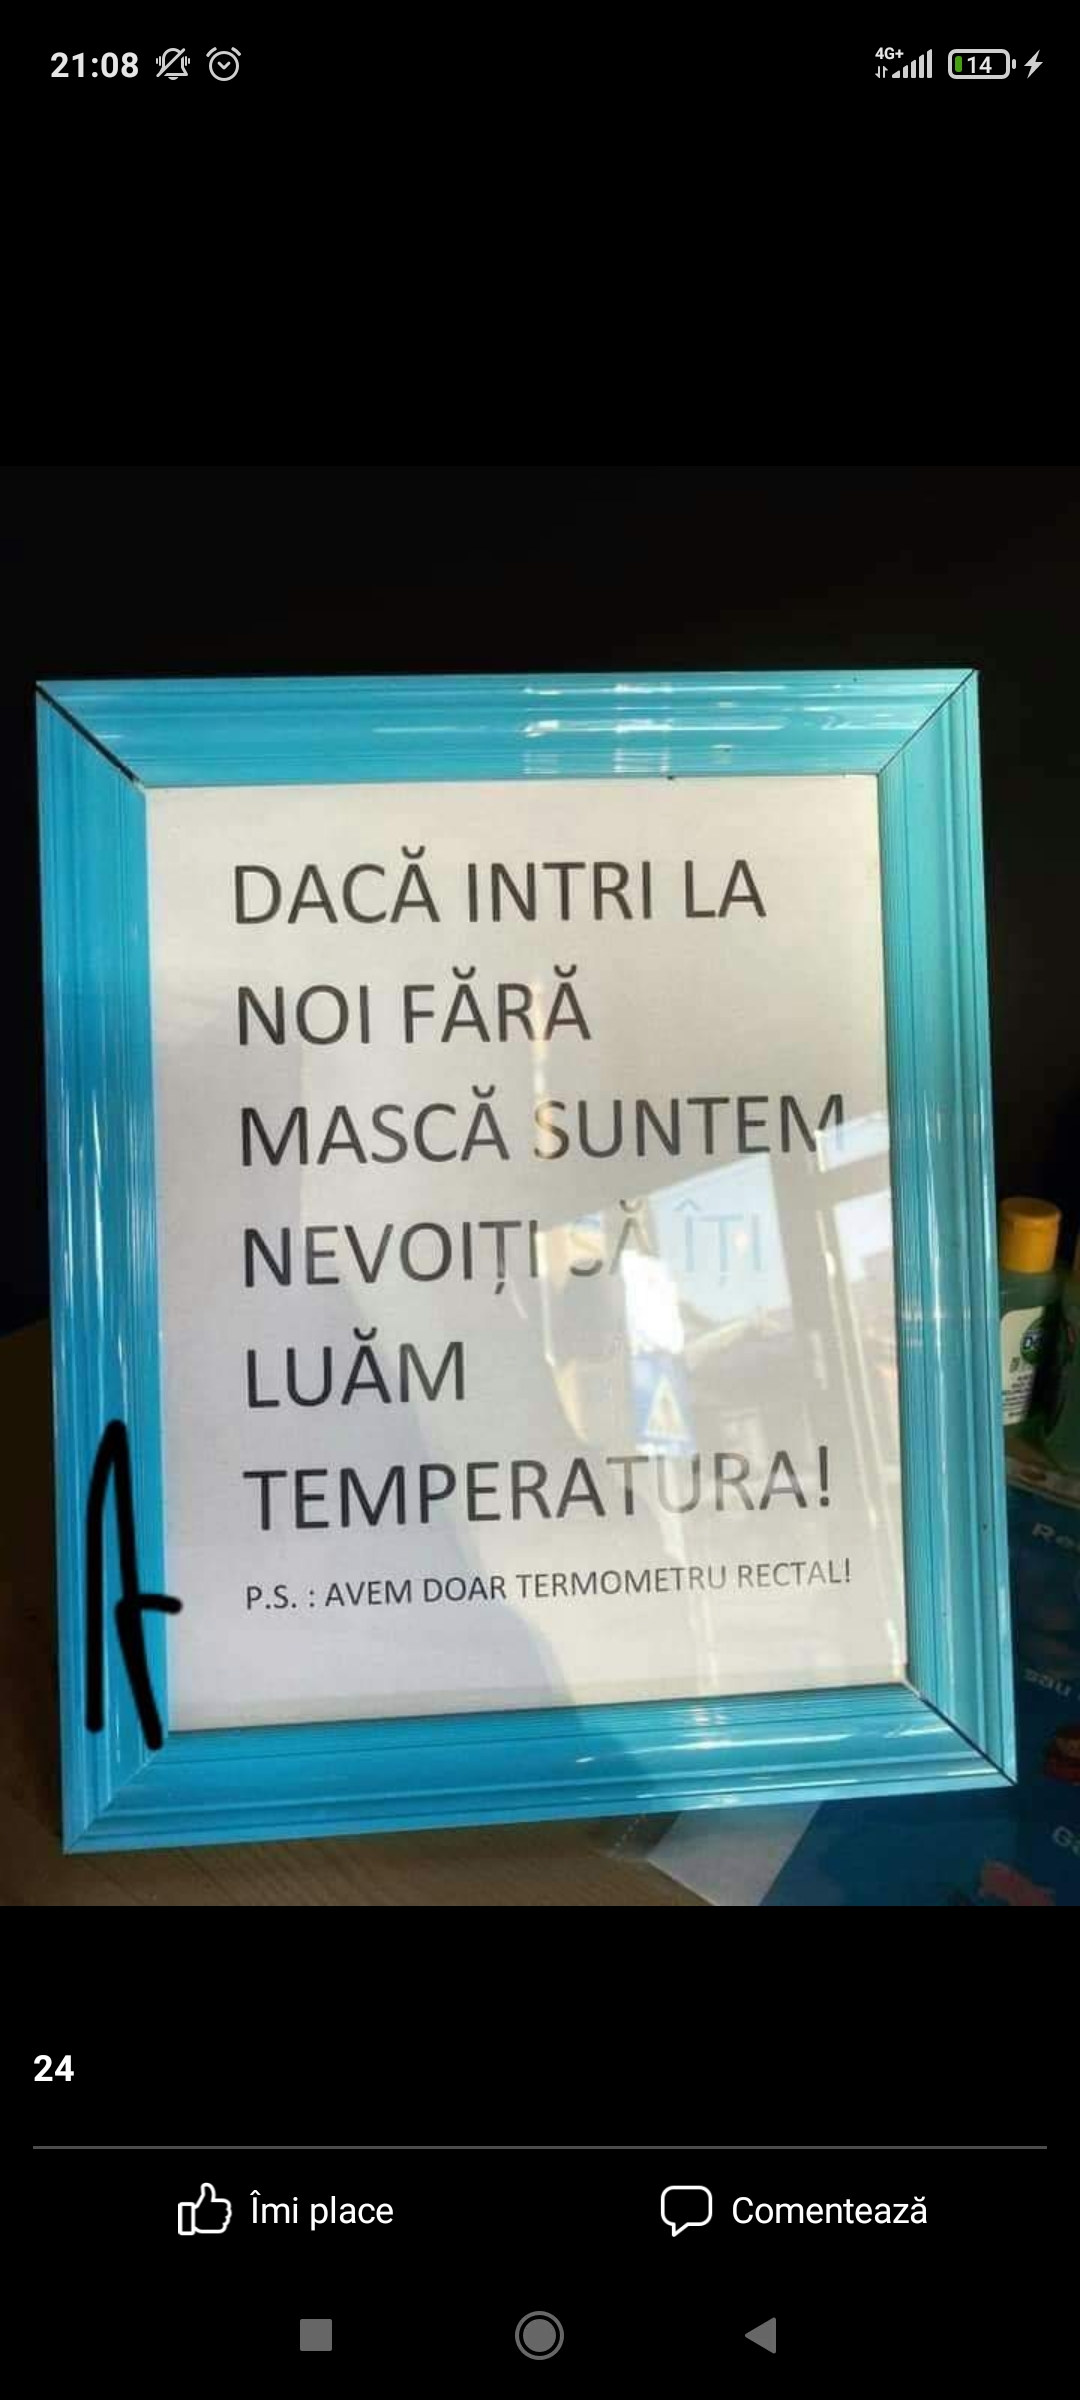 21:08
4G+
14
DACĂ INTRI LA
NOI FĂRĂ
MASCĂ SUNTEM
NEVOIȚI SĂ ÎȚI
LUĂM
TEMPERATURA!
P.S. : AVEM DOAR TERMOMETRU RECTAL!
A
sau
24
Îmi place
Comentează